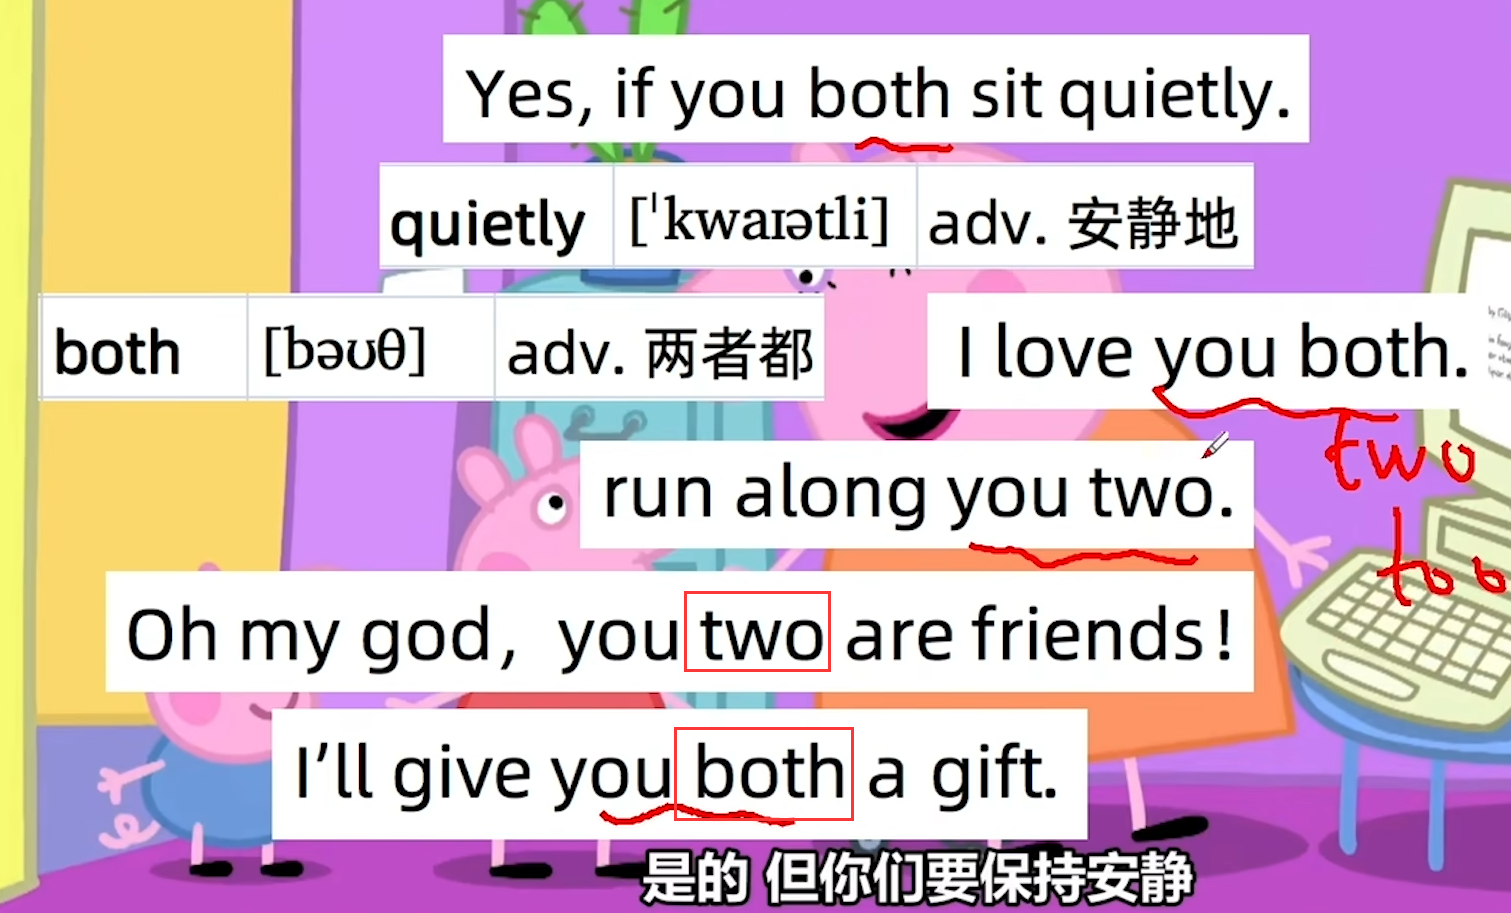 Yes, if you both sit quietly.
quietly [ˈkwaɪətli] adv. 安静地
both [bəʊθ] adv. 两者都
I love you both.
two
run along you two.
too
Oh my god, you two are friends!
I'll give you both a gift.
是的 但你们要保持安静